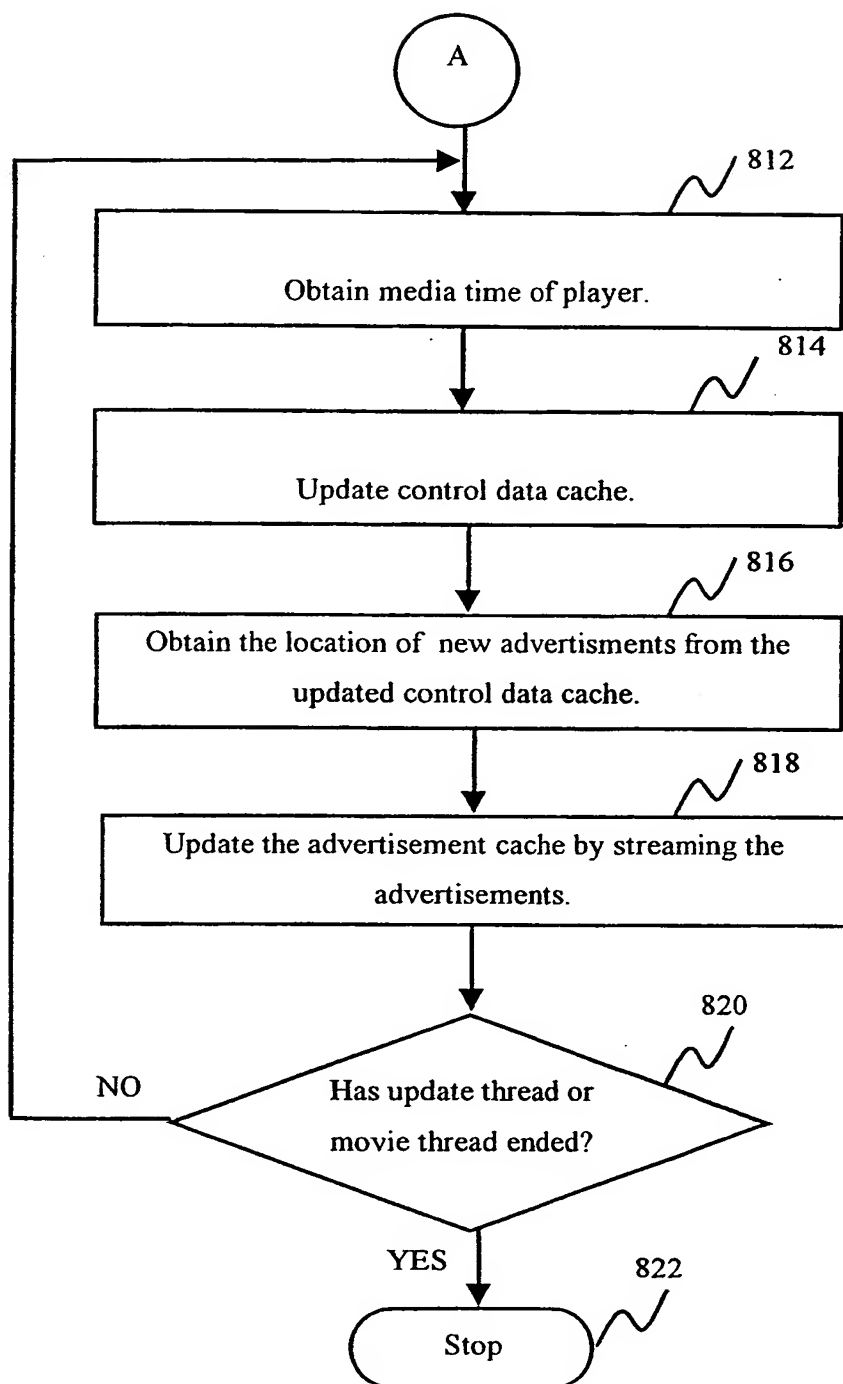 A
812
Obtain media time of player.
814
Update control data cache.
816
Obtain the location of new advertisments from the
updated control data cache.
818
Update the advertisement cache by streaming the
advertisements.
820
NO
Has update thread or
movie thread ended?
YES
822
Stop